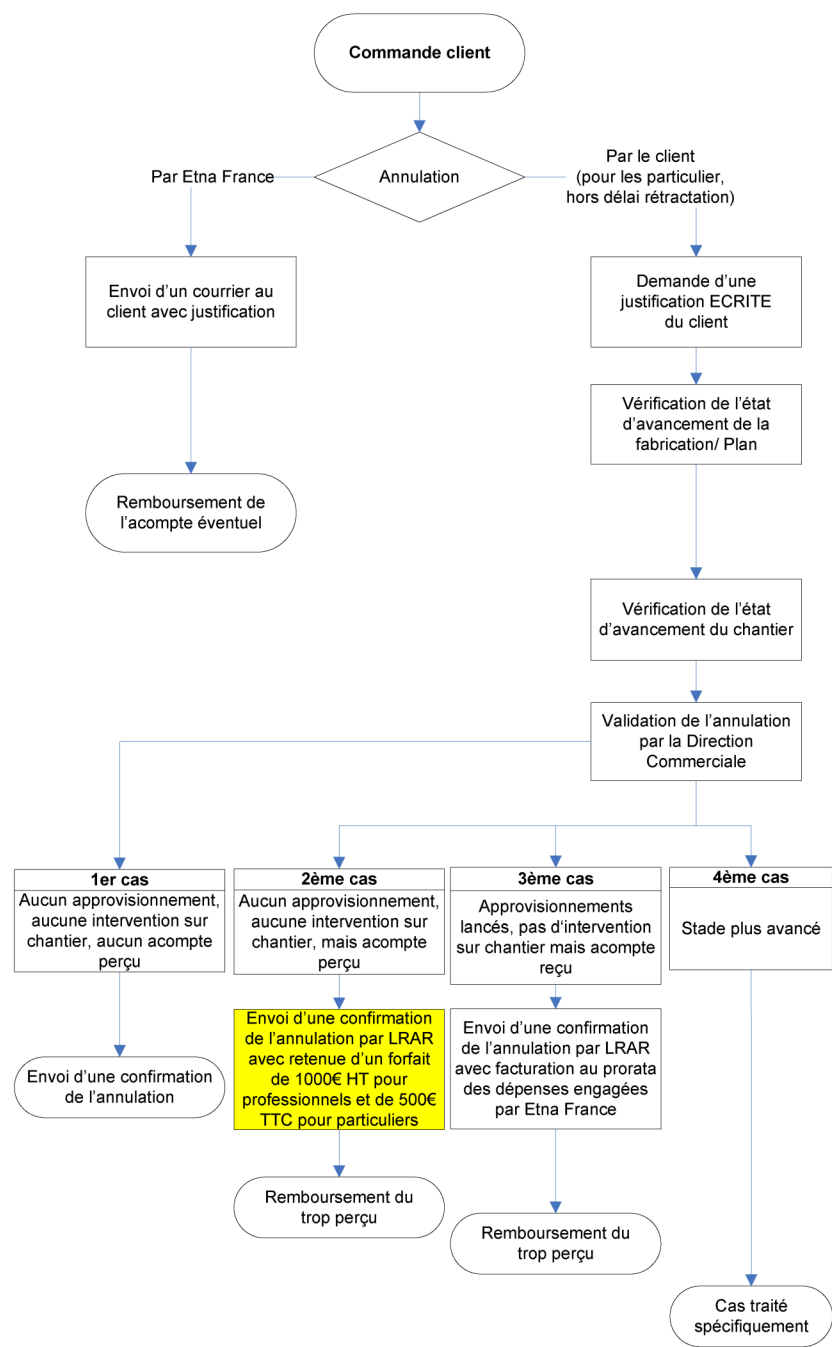 Commande client
Annulation
Par Etna France
Par le client
(pour les particulier,
hors délai rétractation)
Envoi d’un courrier au
client avec justification
Remboursement de
l’acompte éventuel
Demande d’une
justification ECRITE
du client
Vérification de l’état
d’avancement de la
fabrication/ Plan
Vérification de l’état
d’avancement du chantier
Validation de l’annulation
par la Direction
Commerciale
1er cas
Aucun approvisionnement,
aucune intervention sur
chantier, aucun acompte
perçu
Envoi d’une confirmation
de l’annulation
2ème cas
Aucun approvisionnement,
aucune intervention sur
chantier, mais acompte
perçu
Envoi d’une confirmation
de l’annulation par LRAR
avec retenue d’un forfait
de 1000€ HT pour
professionnels et de 500€
TTC pour particuliers
Remboursement du
trop perçu
3ème cas
Approvisionnements
lancés, pas d‘intervention
sur chantier mais acompte
reçu
Envoi d’une confirmation
de l’annulation par LRAR
avec facturation au prorata
des dépenses engagées
par Etna France
Remboursement du
trop perçu
4ème cas
Stade plus avancé
Cas traité
spécifiquement